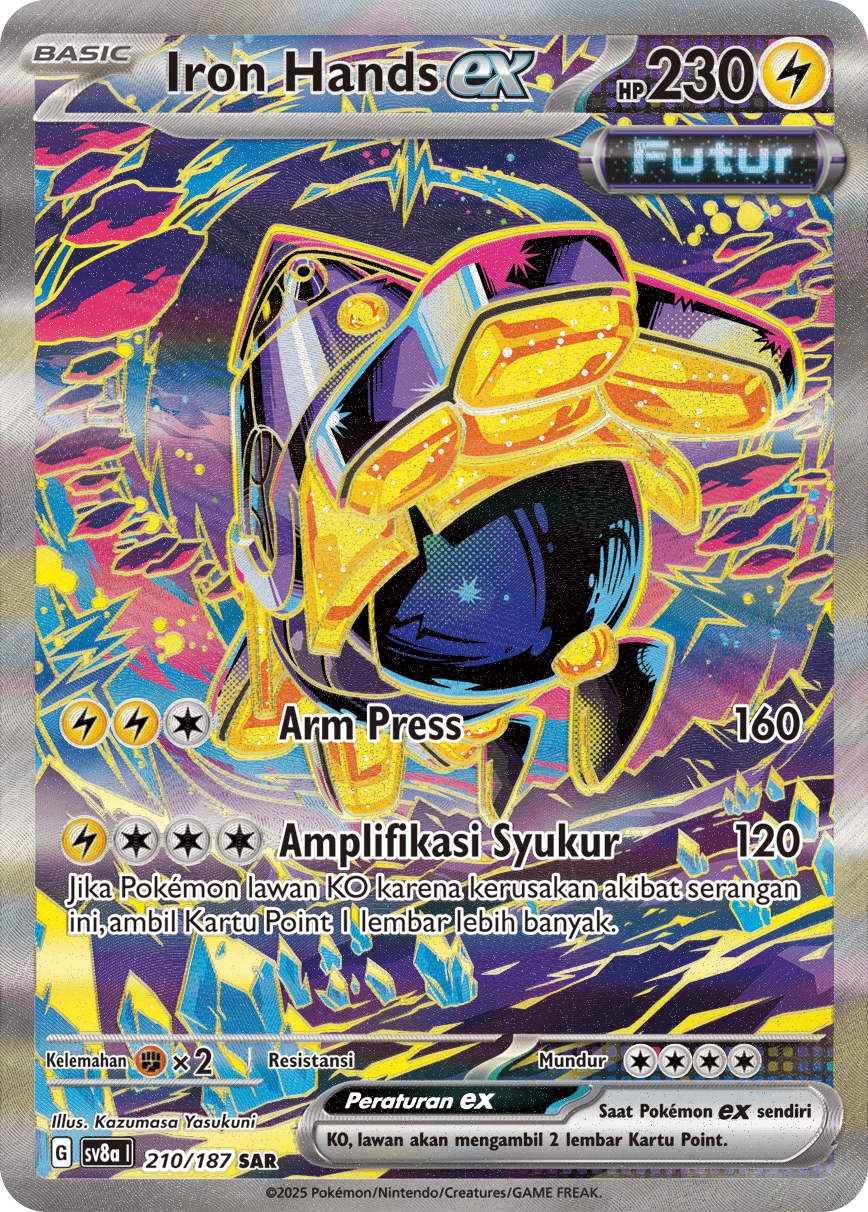 BASIC
Iron Hands ex
HP 230
Futur
Arm Press 160
Amplifikasi Syukur 120
Jika Pokémon lawan KO karena kerusakan akibat serangan
ini, ambil Kartu Point 1 lembar lebih banyak.
Kelemahan ×2 Resistansi Mundur
Peraturan ex
Saat Pokémon ex sendiri
KO, lawan akan mengambil 2 lembar Kartu Point.
Illus. Kazumasa Yasukuni
G sv8a I 210/187 SAR
©2025 Pokémon/Nintendo/Creatures/GAME FREAK.